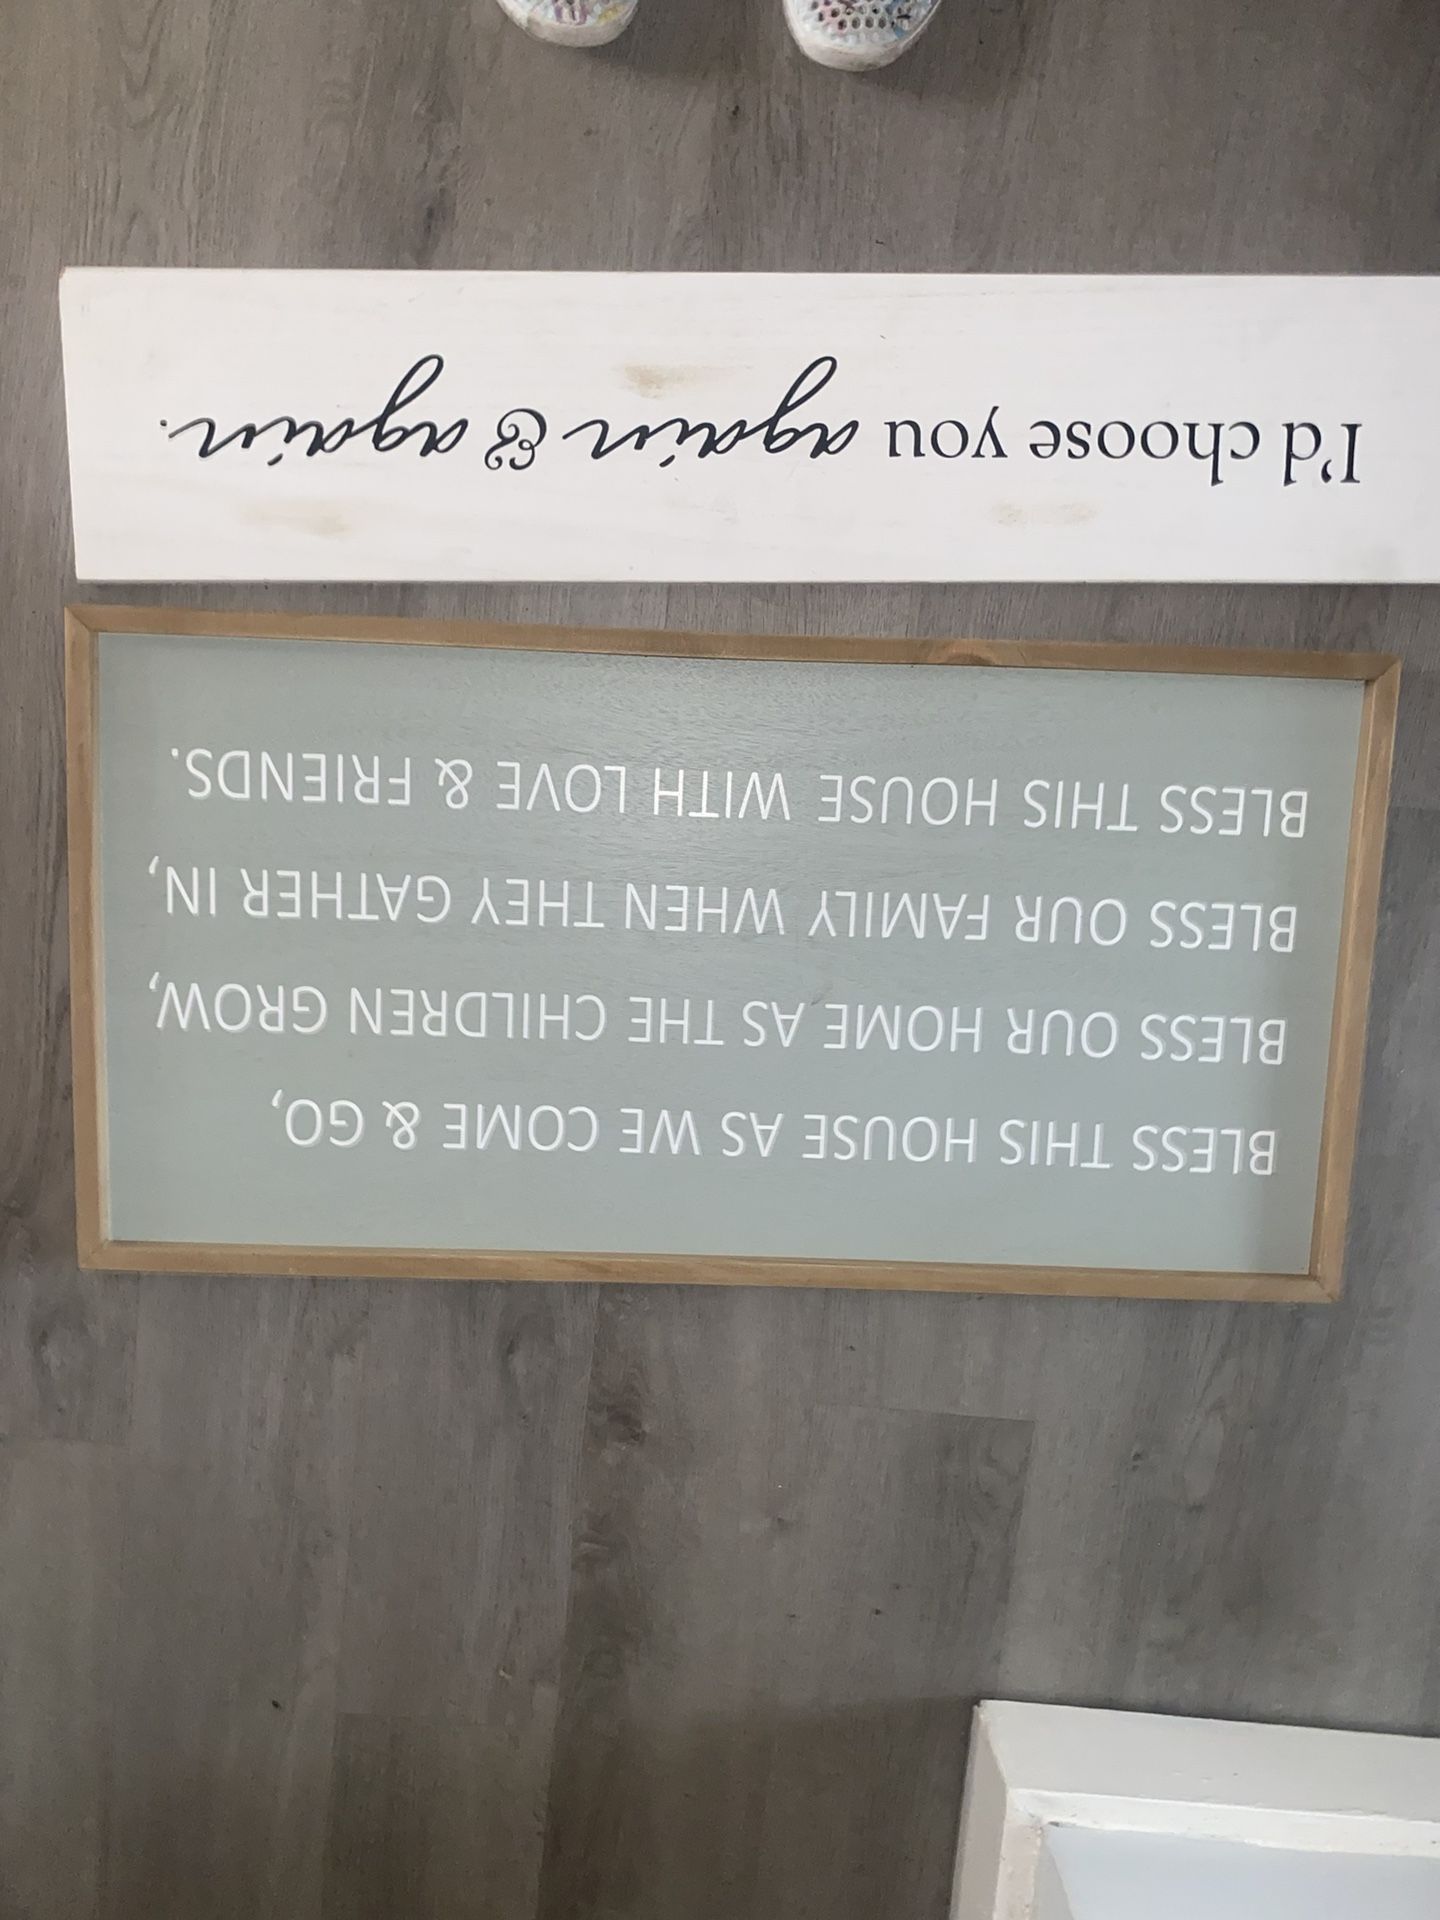 BLESS THIS HOUSE AS WE COME & GO,
BLESS OUR HOME AS THE CHILDREN GROW,
BLESS OUR FAMILY WHEN THEY GATHER IN,
BLESS THIS HOUSE WITH LOVE & FRIENDS.
I'd choose you again & again.